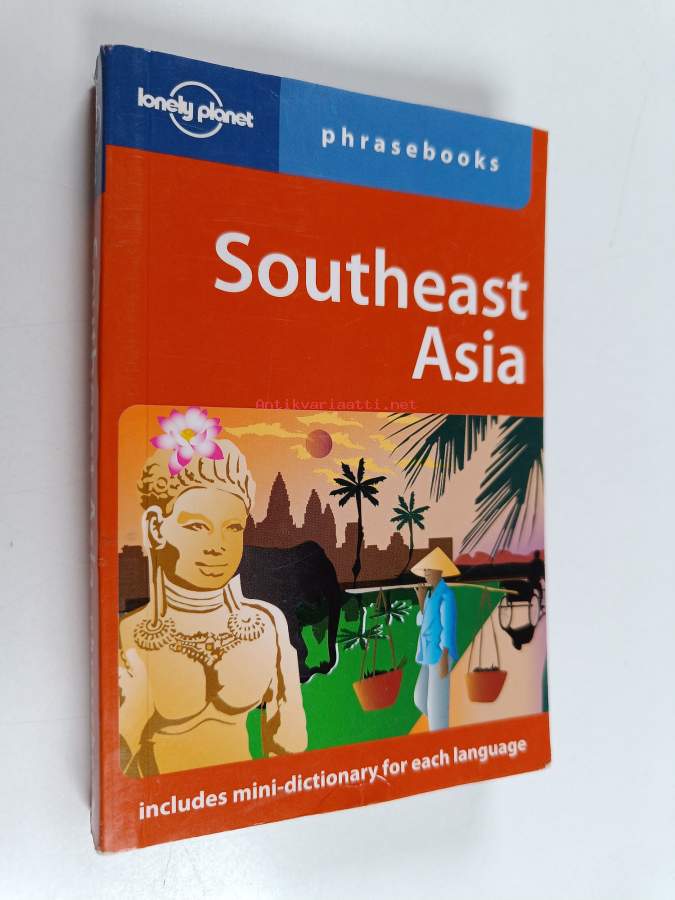 lonely planet
phrasebooks
Southeast
Asia
Antikvariaatti.net
includes mini-dictionary for each language